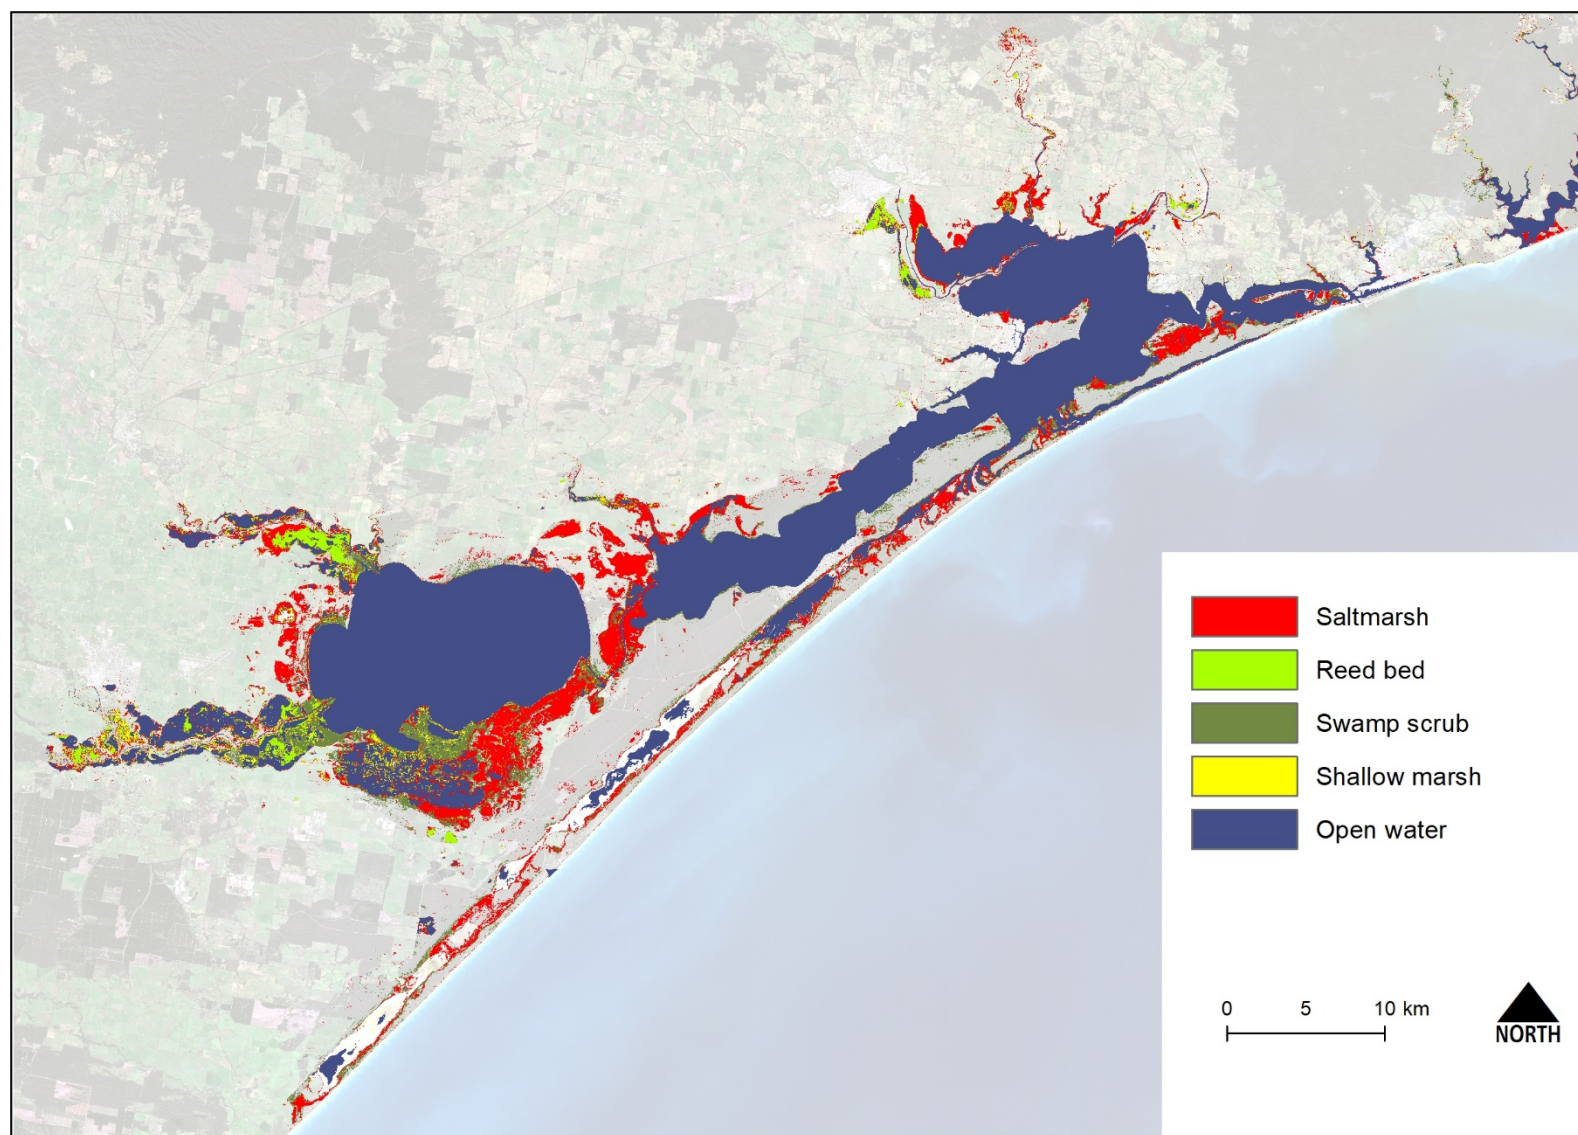 Saltmarsh
Reed bed
Swamp scrub
Shallow marsh
Open water
0 5 10 km
NORTH